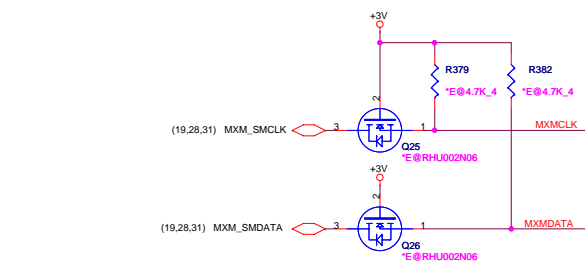 +3V
R379
R382
*E@4.7K_4
*E@4.7K_4
2
(19,28,31) MXM_SMCLK
3
1
MXMCLK
Q25
*E@RHU002N06
+3V
2
(19,28,31) MXM_SMDATA
3
1
MXMDATA
Q26
*E@RHU002N06